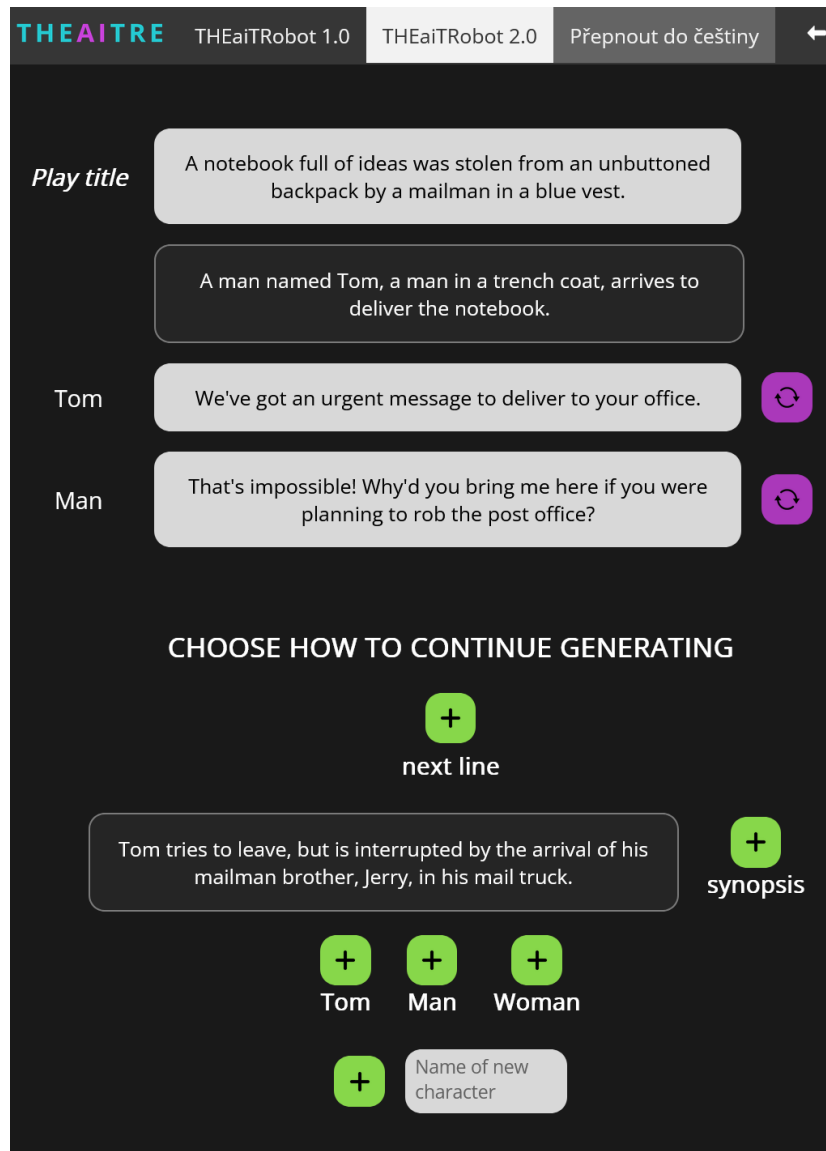 THEAITRE THEaiTRobot 1.0 THEaiTRobot 2.0 Přepnout do češtiny
Play title
A notebook full of ideas was stolen from an unbuttoned
backpack by a mailman in a blue vest.
A man named Tom, a man in a trench coat, arrives to
deliver the notebook.
Tom
We've got an urgent message to deliver to your office.
Man
That's impossible! Why'd you bring me here if you were
planning to rob the post office?
CHOOSE HOW TO CONTINUE GENERATING
+
next line
Tom tries to leave, but is interrupted by the arrival of his
mailman brother, Jerry, in his mail truck.
+
synopsis
+ + +
Tom Man Woman
+
Name of new
character